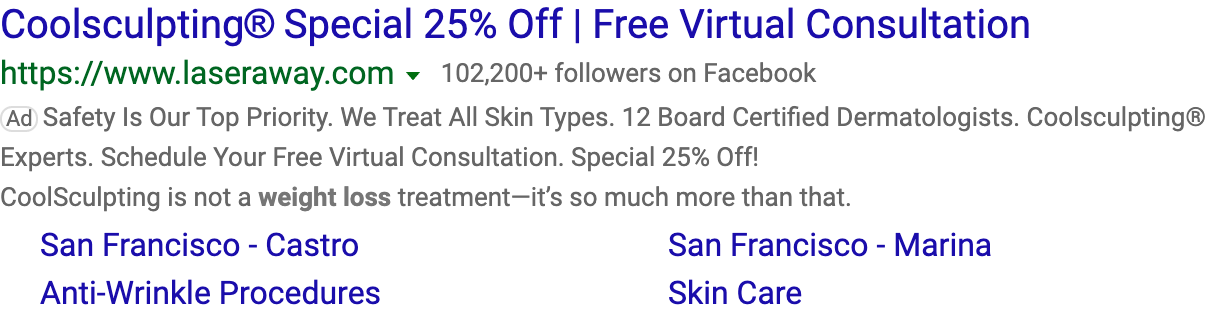 Coolsculpting® Special 25% Off | Free Virtual Consultation
https://www.laseraway.com 102,200+ followers on Facebook
Ad Safety Is Our Top Priority. We Treat All Skin Types. 12 Board Certified Dermatologists. Coolsculpting®
Experts. Schedule Your Free Virtual Consultation. Special 25% Off!
CoolSculpting is not a weight loss treatment—it’s so much more than that.
San Francisco - Castro San Francisco - Marina
Anti-Wrinkle Procedures Skin Care